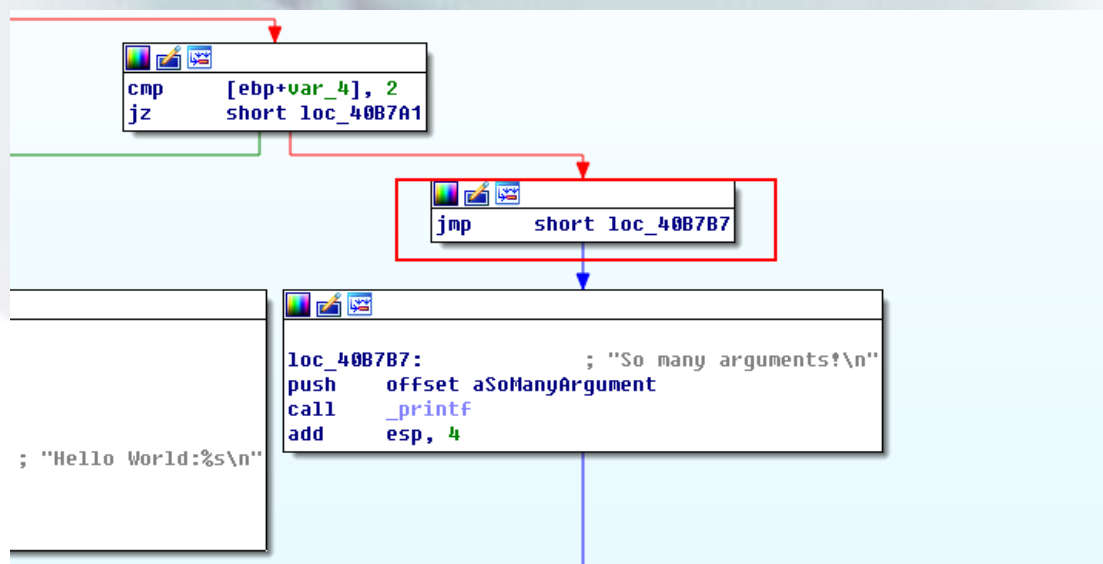 cmp [ebp+var_4], 2
jz short loc_40B7A1
jmp short loc_40B7B7
loc_40B7B7: ; "So many arguments!\n"
push offset aSoManyArgument
call _printf
add esp, 4
; "Hello World:%s\n"